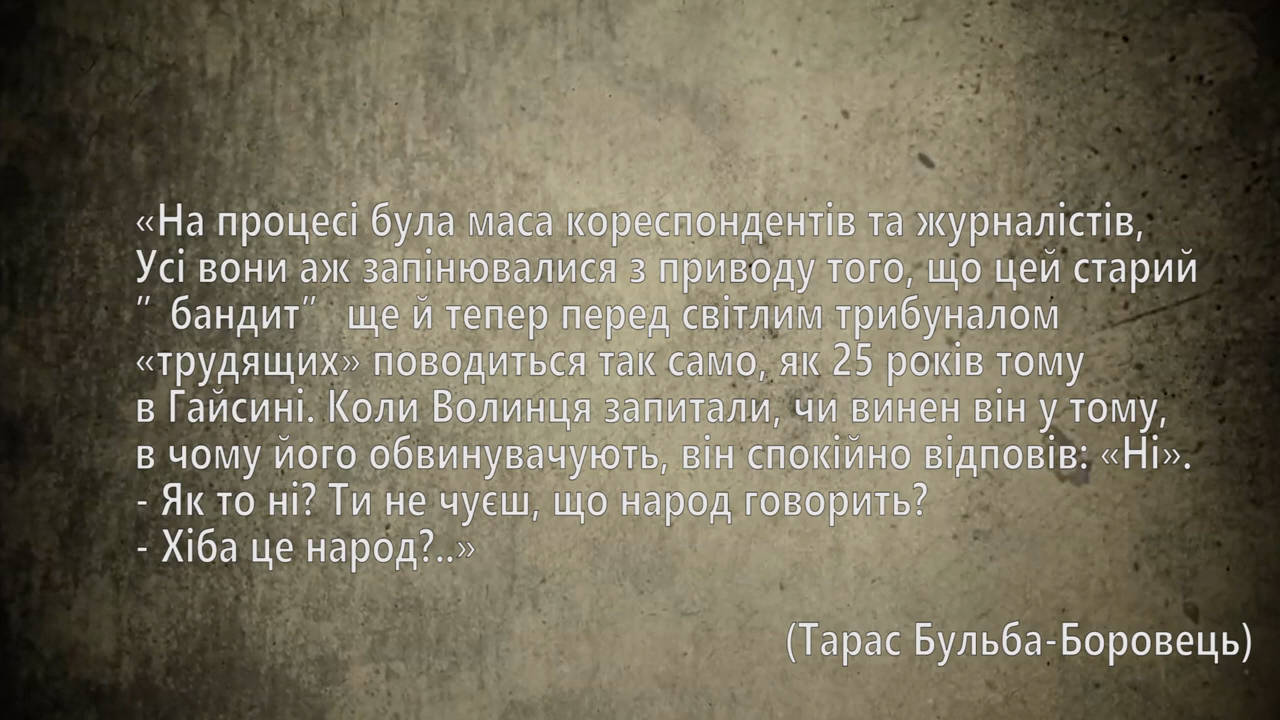 «На процесі була маса кореспондентів та журналістів,
Усі вони аж запінювалися з приводу того, що цей старий
” бандит” ще й тепер перед світлим трибуналом
«трудящих» поводиться так само, як 25 років тому
в Гайсині. Коли Волинця запитали, чи винен він у тому,
в чому його обвинувачують, він спокійно відповів: «Ні».
- Як то ні? Ти не чуєш, що народ говорить?
- Хіба це народ?..»
(Тарас Бульба-Боровець)